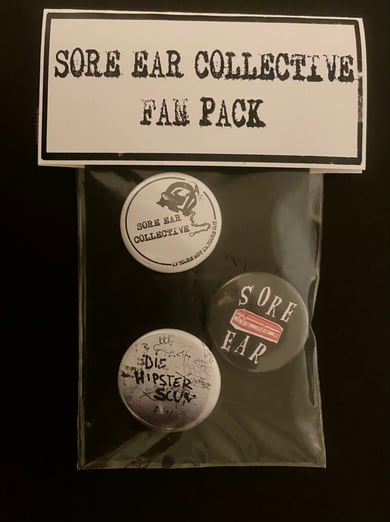 SORE EAR COLLECTIVE
FAN PACK
SORE EAR
COLLECTIVE
SORE
EAR
DIE
HIPSTER
SCUM